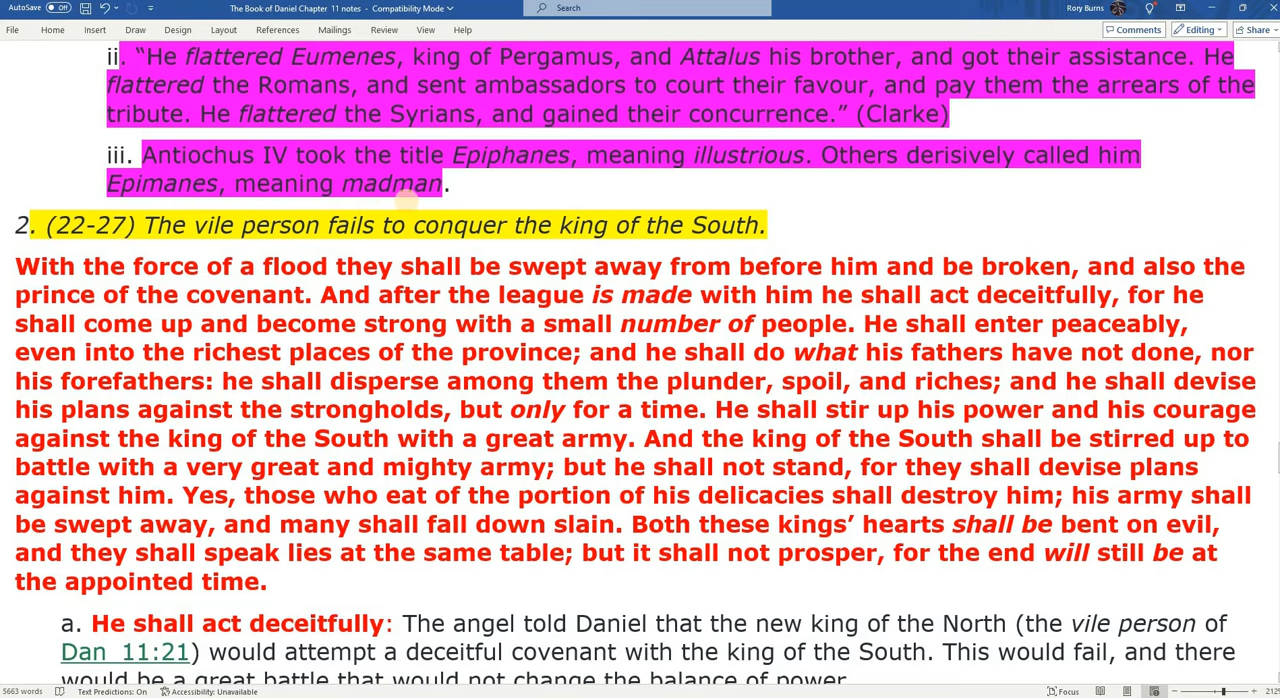 AutoSave Off The Book of Daniel Chapter 11 notes - Compatibility Mode Search Rory Burns
File Home Insert Draw Design Layout References Mailings Review View Help Comments Editing Share
ii. “He flattered Eumenes, king of Pergamus, and Attalus his brother, and got their assistance. He
flattered the Romans, and sent ambassadors to court their favour, and pay them the arrears of the
tribute. He flattered the Syrians, and gained their concurrence.” (Clarke)
iii. Antiochus IV took the title Epiphanes, meaning illustrious. Others derisively called him
Epimanes, meaning madman.
2. (22-27) The vile person fails to conquer the king of the South.
With the force of a flood they shall be swept away from before him and be broken, and also the
prince of the covenant. And after the league is made with him he shall act deceitfully, for he
shall come up and become strong with a small number of people. He shall enter peaceably,
even into the richest places of the province; and he shall do what his fathers have not done, nor
his forefathers: he shall disperse among them the plunder, spoil, and riches; and he shall devise
his plans against the strongholds, but only for a time. He shall stir up his power and his courage
against the king of the South with a great army. And the king of the South shall be stirred up to
battle with a very great and mighty army; but he shall not stand, for they shall devise plans
against him. Yes, those who eat of the portion of his delicacies shall destroy him; his army shall
be swept away, and many shall fall down slain. Both these kings’ hearts shall be bent on evil,
and they shall speak lies at the same table; but it shall not prosper, for the end will still be at
the appointed time.
a. He shall act deceitfully: The angel told Daniel that the new king of the North (the vile person of
Dan 11:21) would attempt a deceitful covenant with the king of the South. This would fail, and there
would be a great battle that would not change the balance of power.
5663 words Text Predictions: On Accessibility: Unavailable Focus